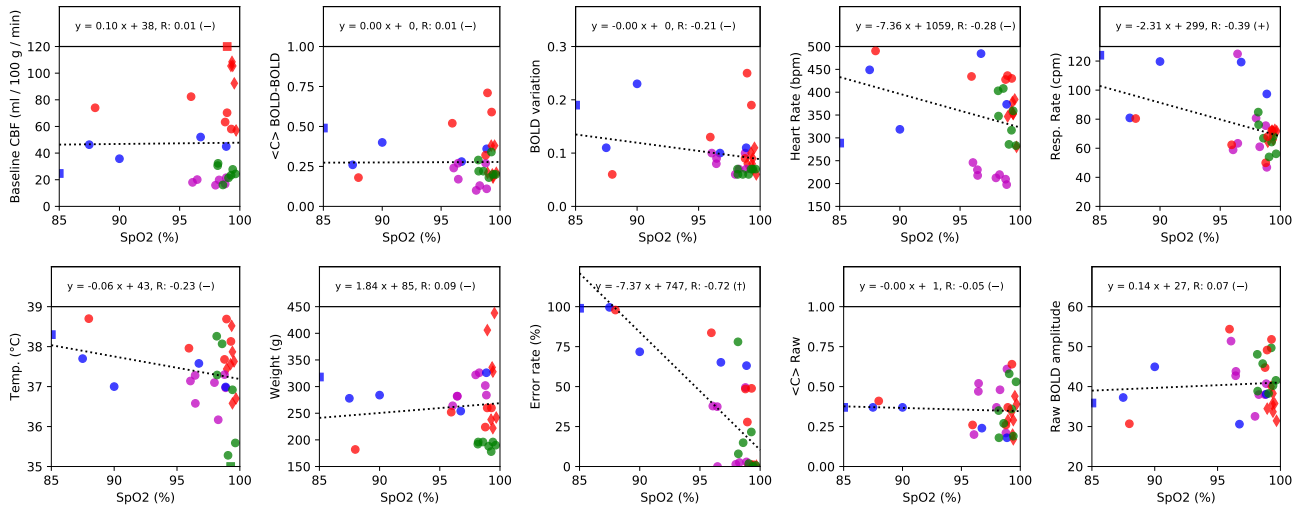 y = 0.10 x + 38, R: 0.01 (−)
Baseline CBF (ml / 100 g / min)
120
100
80
60
40
20
0
85 90 95 100
SpO2 (%)
y = 0.00 x + 0, R: 0.01 (−)
<C> BOLD-BOLD
1.00
0.75
0.50
0.25
0.00
85 90 95 100
SpO2 (%)
y = -0.00 x + 0, R: -0.21 (−)
BOLD variation
0.3
0.2
0.1
0.0
85 90 95 100
SpO2 (%)
y = -7.36 x + 1059, R: -0.28 (−)
Heart Rate (bpm)
500
450
400
350
300
250
200
150
85 90 95 100
SpO2 (%)
y = -2.31 x + 299, R: -0.39 (+)
Resp. Rate (cpm)
120
100
80
60
40
20
85 90 95 100
SpO2 (%)
y = -0.06 x + 43, R: -0.23 (−)
Temp. (°C)
39
38
37
36
35
85 90 95 100
SpO2 (%)
y = 1.84 x + 85, R: 0.09 (−)
Weight (g)
450
400
350
300
250
200
150
85 90 95 100
SpO2 (%)
y = -7.37 x + 747, R: -0.72 (†)
Error rate (%)
100
75
50
25
0
85 90 95 100
SpO2 (%)
y = -0.00 x + 1, R: -0.05 (−)
<C> Raw
1.00
0.75
0.50
0.25
0.00
85 90 95 100
SpO2 (%)
y = 0.14 x + 27, R: 0.07 (−)
Raw BOLD amplitude
60
50
40
30
20
85 90 95 100
SpO2 (%)